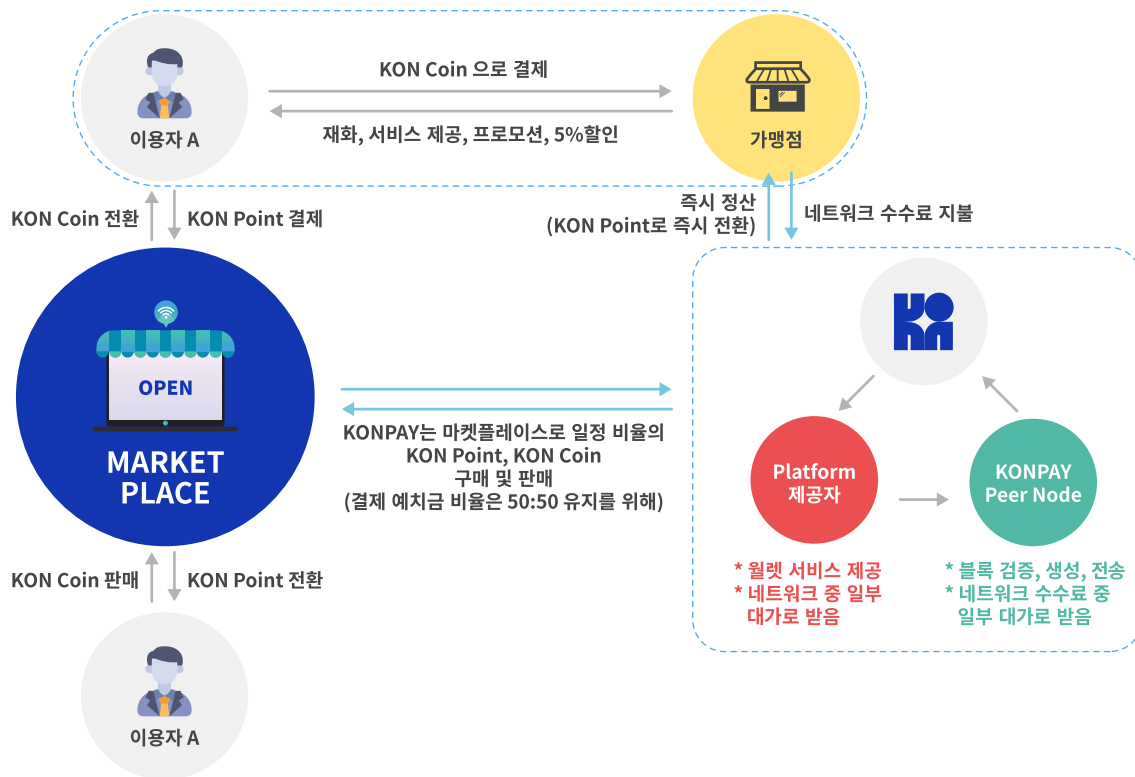 KON Coin 으로 결제
이용자 A
재화, 서비스 제공, 프로모션, 5%할인
가맹점
KON Coin 전환
KON Point 결제
즉시 정산
(KON Point로 즉시 전환)
네트워크 수수료 지불
OPEN
MARKET
PLACE
KONPAY는 마켓플레이스로 일정 비율의
KON Point, KON Coin
구매 및 판매
(결제 예치금 비율은 50:50 유지를 위해)
KON
Platform
제공자
KONPAY
Peer Node
* 월렛 서비스 제공
* 네트워크 중 일부
대가로 받음
* 블록 검증, 생성, 전송
* 네트워크 수수료 중
일부 대가로 받음
KON Coin 판매
KON Point 전환
이용자 A